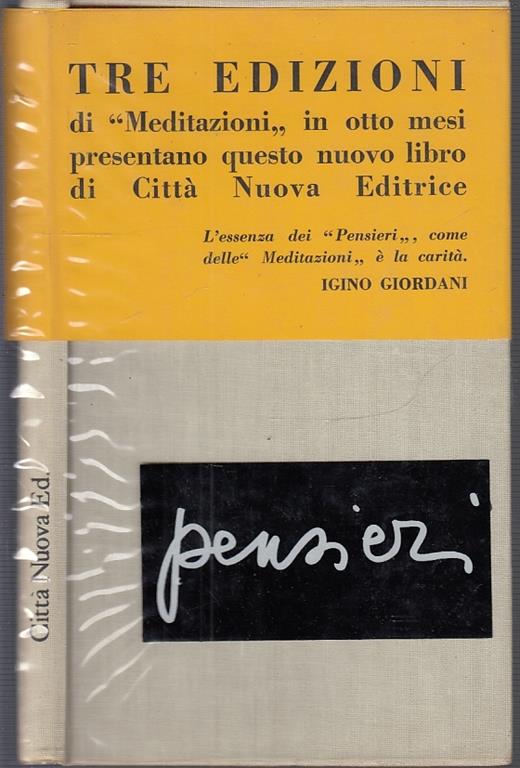 TRE EDIZIONI
di “Meditazioni„ in otto mesi
presentano questo nuovo libro
di Città Nuova Editrice
L'essenza dei “Pensieri„, come
delle“ Meditazioni„ è la carità.
IGINO GIORDANI
pensieri
Città Nuova Ed.